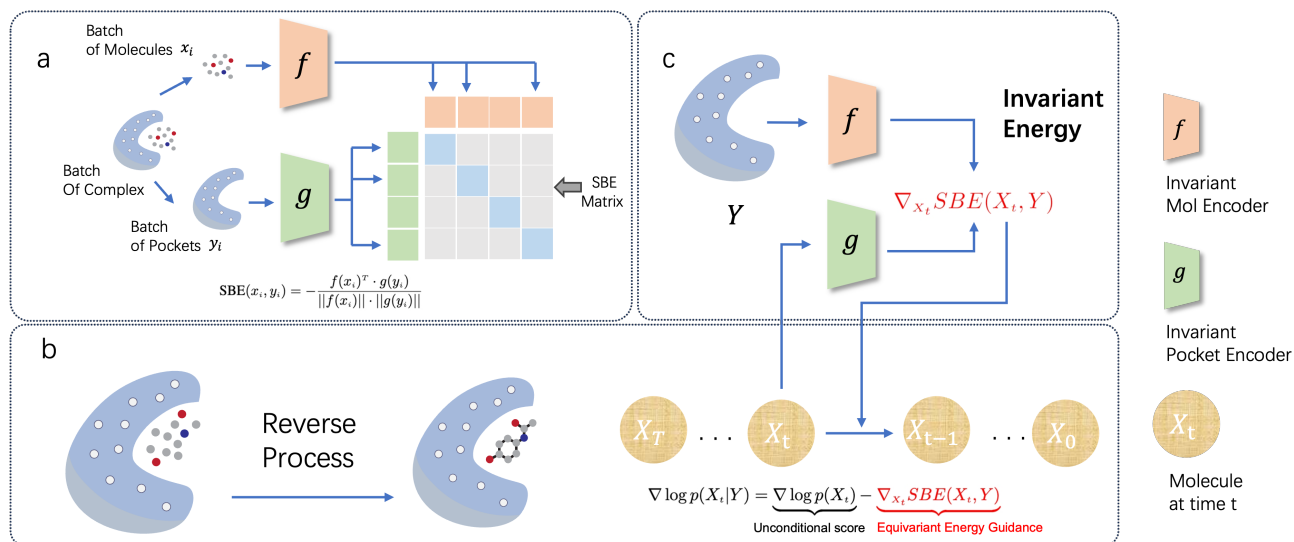 a
Batch
of Molecules x_i
f
Batch
Of Complex
g
Batch
of Pockets y_i
SBE
Matrix
SBE(x_i, y_i) = − f(x_i)^T · g(y_i) / ||f(x_i)|| · ||g(y_i)||
c
f
Invariant
Energy
Y
∇_{X_t} SBE(X_t, Y)
g
f
Invariant
Mol Encoder
g
Invariant
Pocket Encoder
X_t
Molecule
at time t
b
Reverse
Process
X_T . . . X_t X_{t−1} . . . X_0
∇ log p(X_t|Y) = ∇ log p(X_t) − ∇_{X_t} SBE(X_t, Y)
Unconditional score Equivariant Energy Guidance